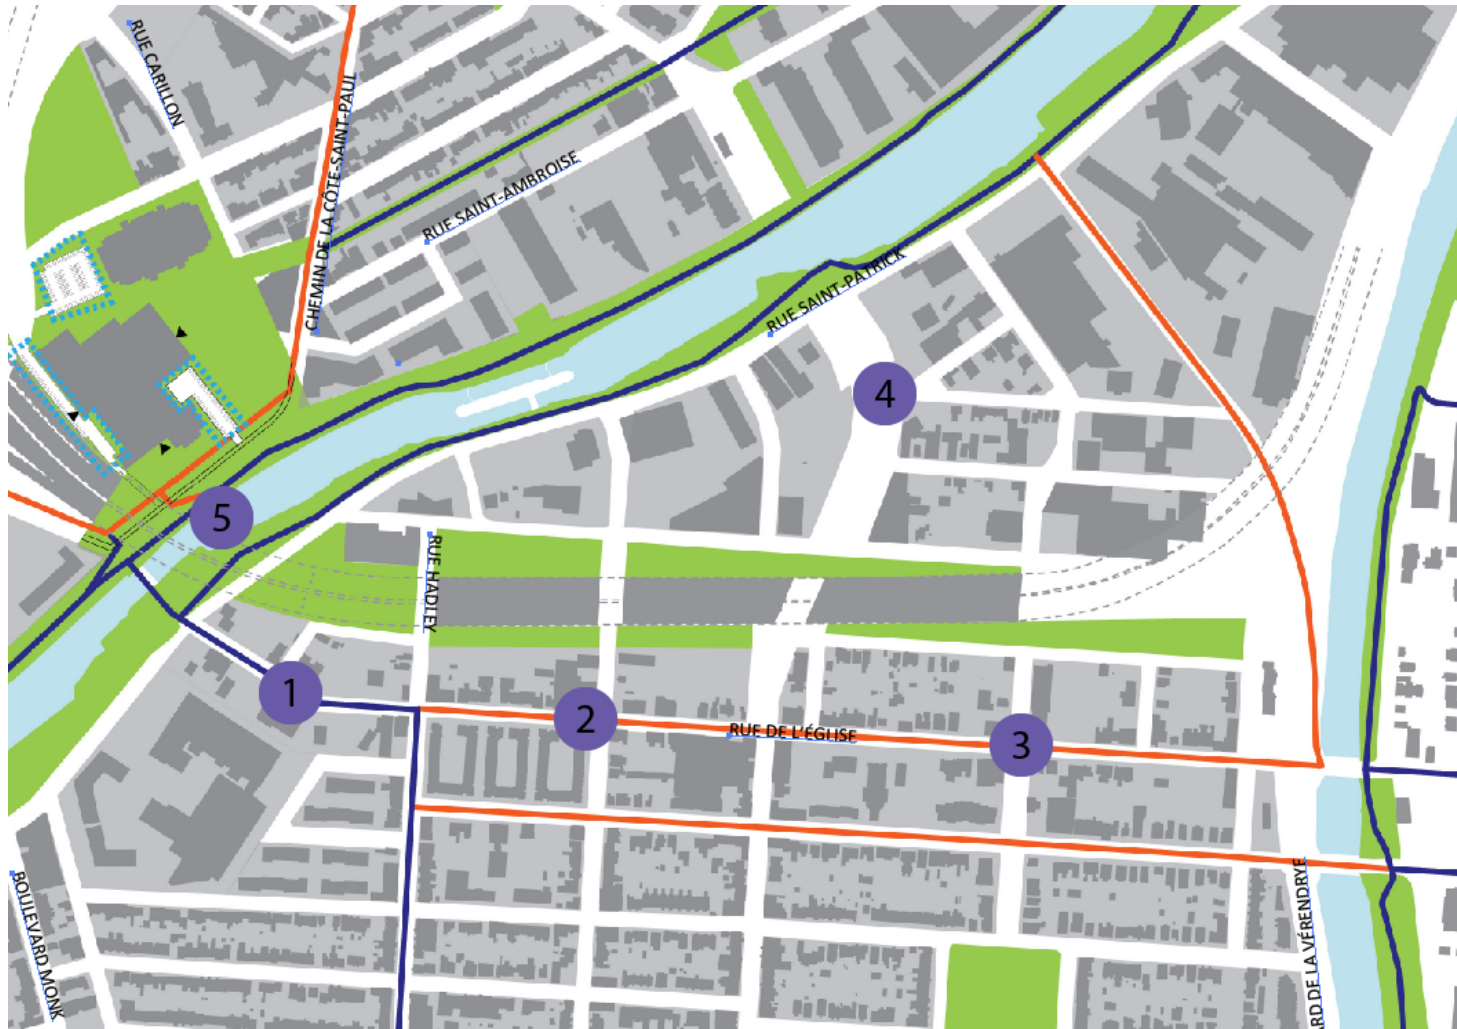 RUE CARILLON
CHEMIN DE LA CÔTE-SAINT-PAUL
RUE SAINT-AMBROISE
RUE SAINT-PATRICK
4
5
RUE HADLEY
1
2
RUE DE L'ÉGLISE
3
BOULEVARD MONK
RD DE LA VÉRENDRYE